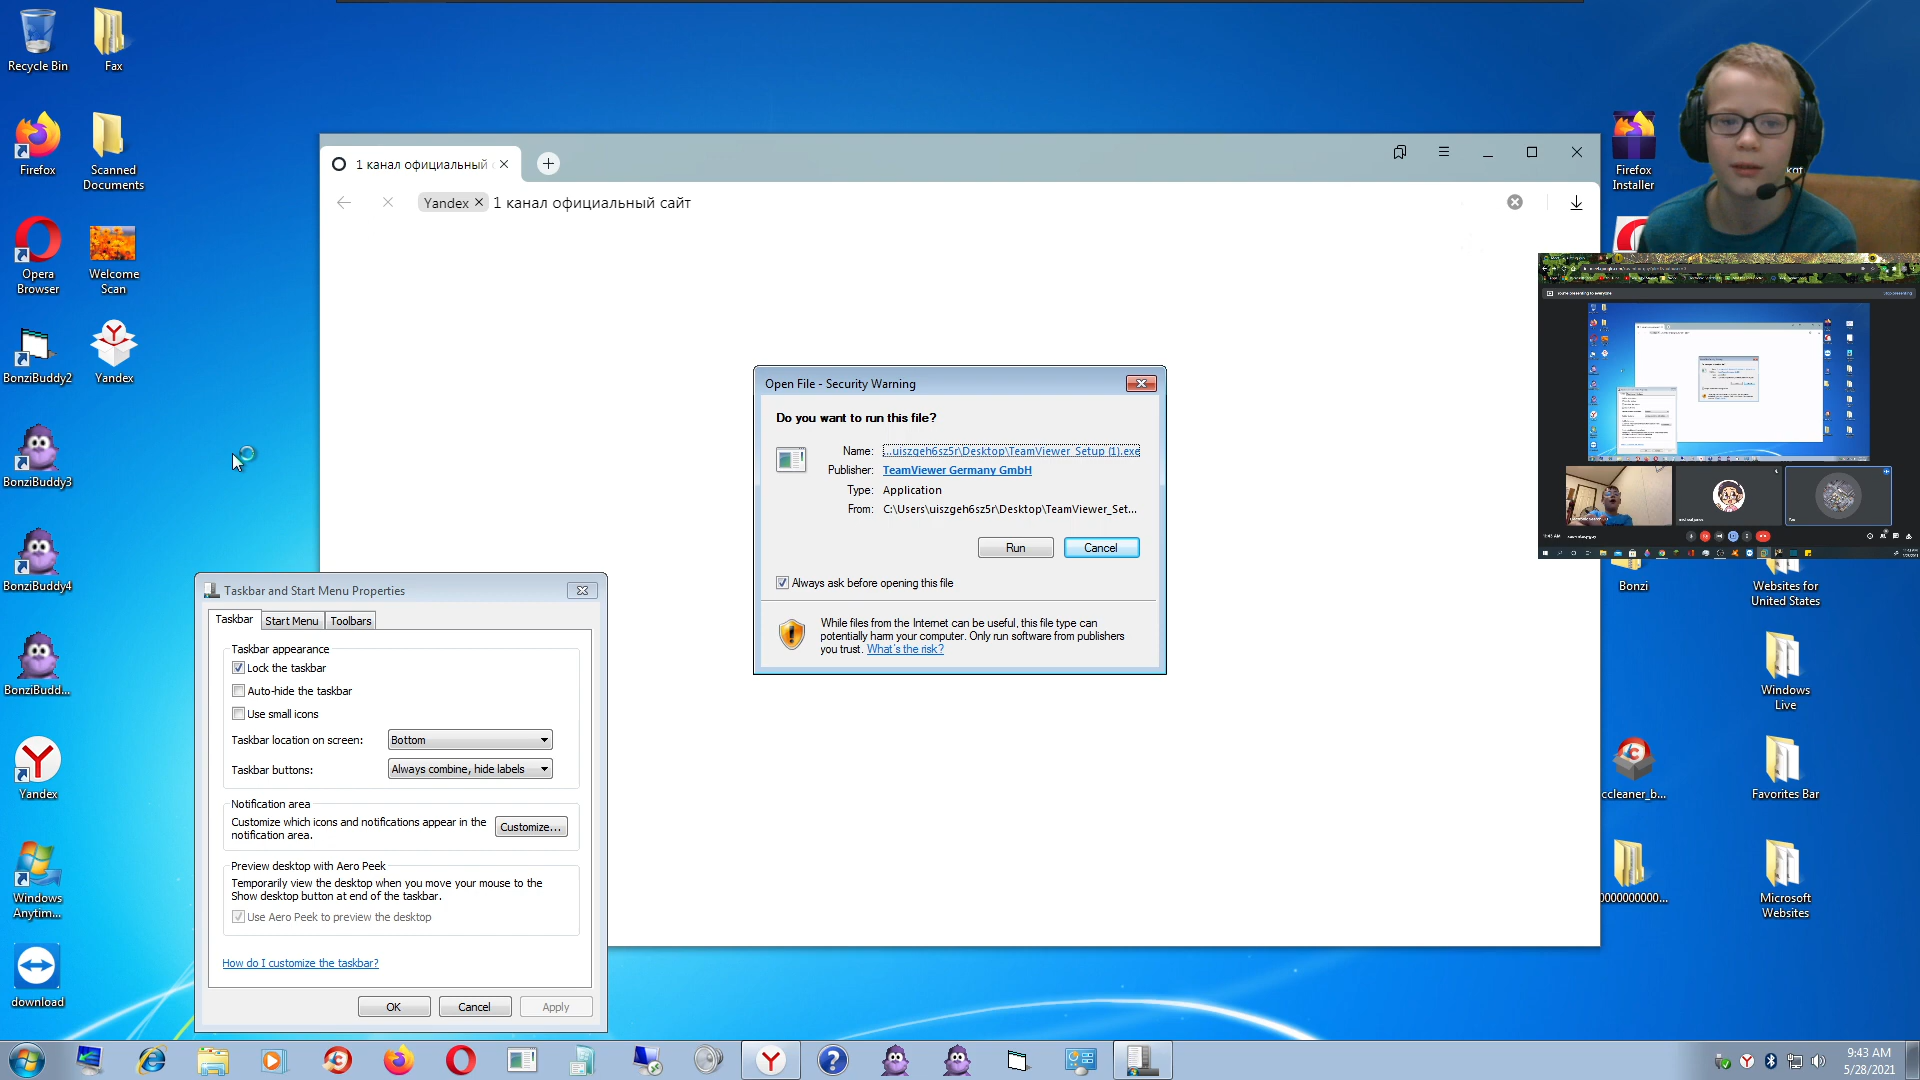 Recycle Bin
Fax
Firefox
Scanned
Documents
Opera
Browser
Welcome
Scan
BonziBuddy2
Yandex
BonziBuddy3
BonziBuddy4
BonziBudd...
Yandex
Windows
Anytim...
download
1 канал официальный
Yandex
1 канал официальный сайт
Open File - Security Warning
Do you want to run this file?
Name: ...uiszgeh6sz5r\Desktop\TeamViewer_Setup (1).exe
Publisher: TeamViewer Germany GmbH
Type: Application
From: C:\Users\uiszgeh6sz5r\Desktop\TeamViewer_Set...
Run
Cancel
Always ask before opening this file
While files from the Internet can be useful, this file type can
potentially harm your computer. Only run software from publishers
you trust. What's the risk?
Taskbar and Start Menu Properties
Taskbar
Start Menu
Toolbars
Taskbar appearance
Lock the taskbar
Auto-hide the taskbar
Use small icons
Taskbar location on screen: Bottom
Taskbar buttons: Always combine, hide labels
Notification area
Customize which icons and notifications appear in the
notification area.
Customize...
Preview desktop with Aero Peek
Temporarily view the desktop when you move your mouse to the
Show desktop button at end of the taskbar.
Use Aero Peek to preview the desktop
How do I customize the taskbar?
OK
Cancel
Apply
Firefox
Installer
kat
You're presenting to everyone
Stop presenting
Bonzi
Websites for
United States
Windows
Live
ccleaner_b...
Favorites Bar
0000000000...
Microsoft
Websites
9:43 AM
5/28/2021